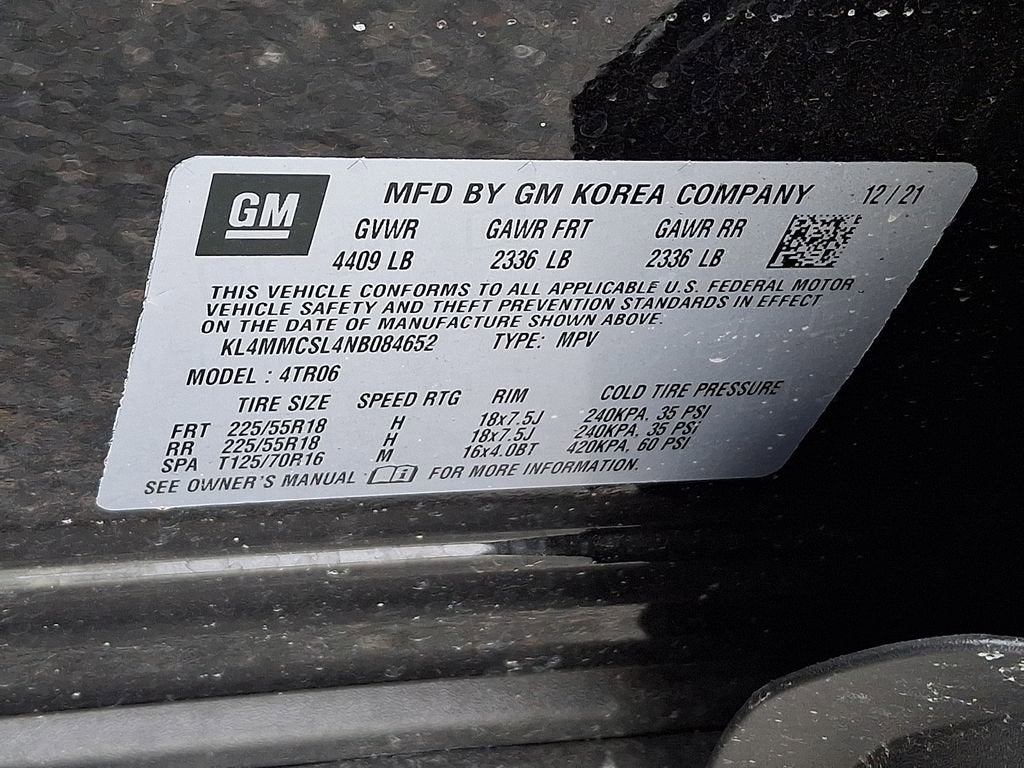 GM
MFD BY GM KOREA COMPANY 12/21
GVWR GAWR FRT GAWR RR
4409 LB 2336 LB 2336 LB
THIS VEHICLE CONFORMS TO ALL APPLICABLE U.S. FEDERAL MOTOR
VEHICLE SAFETY AND THEFT PREVENTION STANDARDS IN EFFECT
ON THE DATE OF MANUFACTURE SHOWN ABOVE.
KL4MMCSL4NB084652 TYPE: MPV
MODEL : 4TR06
TIRE SIZE SPEED RTG RIM COLD TIRE PRESSURE
FRT 225/55R18 H 18x7.5J 240KPA, 35 PSI
RR 225/55R18 H 18x7.5J 240KPA, 35 PSI
SPA T125/70R16 M 16x4.0BT 420KPA, 60 PSI
SEE OWNER'S MANUAL FOR MORE INFORMATION.